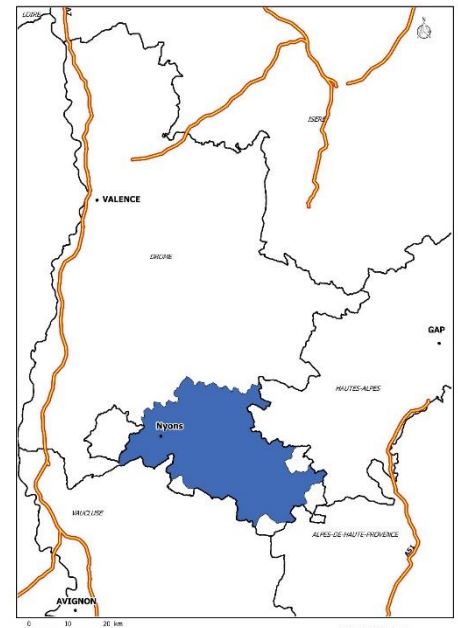 LOIRE
N
ISERE
VALENCE
DROME
GAP
HAUTES-ALPES
Nyons
VAUCLUSE
ALPES-DE-HAUTE-PROVENCE
A51
AVIGNON
0 10 20 km